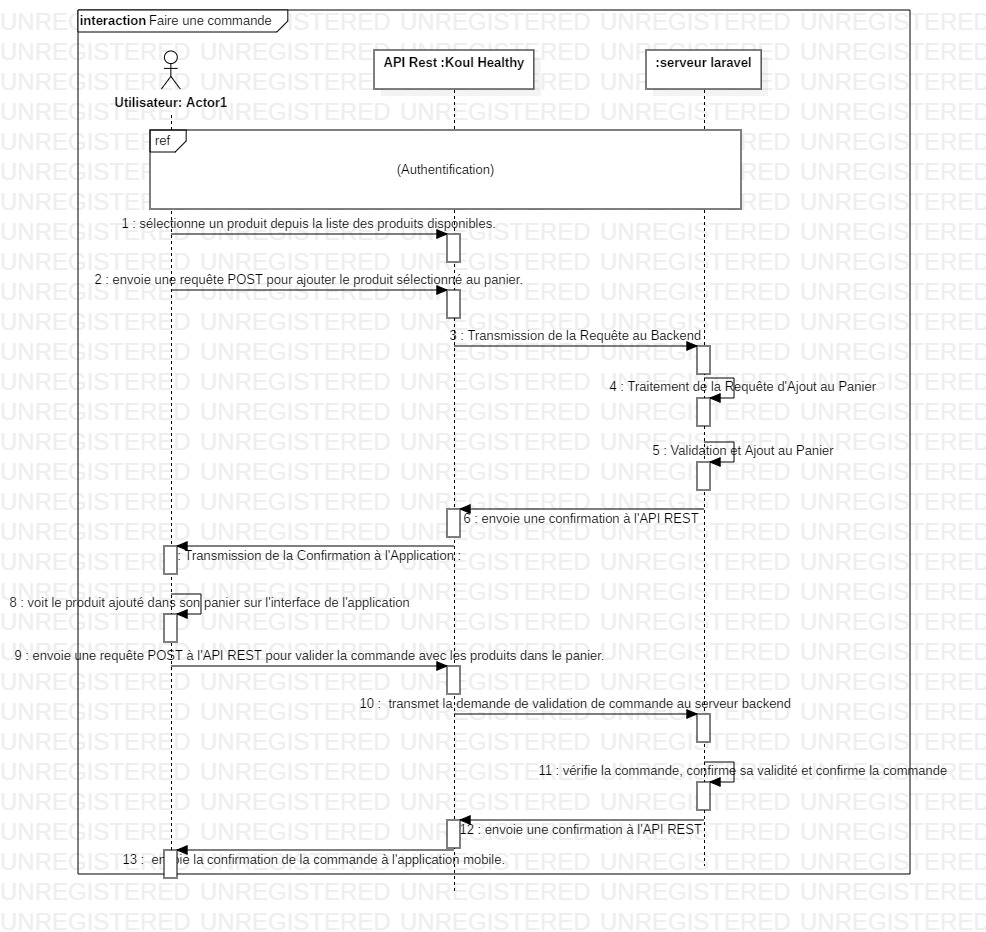 interaction Faire une commande
API Rest :Koul Healthy
:serveur laravel
Utilisateur: Actor1
ref
(Authentification)
1 : sélectionne un produit depuis la liste des produits disponibles.
2 : envoie une requête POST pour ajouter le produit sélectionné au panier.
3 : Transmission de la Requête au Backend
4 : Traitement de la Requête d'Ajout au Panier
5 : Validation et Ajout au Panier
6 : envoie une confirmation à l'API REST
: Transmission de la Confirmation à l'Application :
8 : voit le produit ajouté dans son panier sur l'interface de l'application
9 : envoie une requête POST à l'API REST pour valider la commande avec les produits dans le panier.
10 : transmet la demande de validation de commande au serveur backend
11 : vérifie la commande, confirme sa validité et confirme la commande
12 : envoie une confirmation à l'API REST
13 : envoie la confirmation de la commande à l'application mobile.
UNREGISTERED